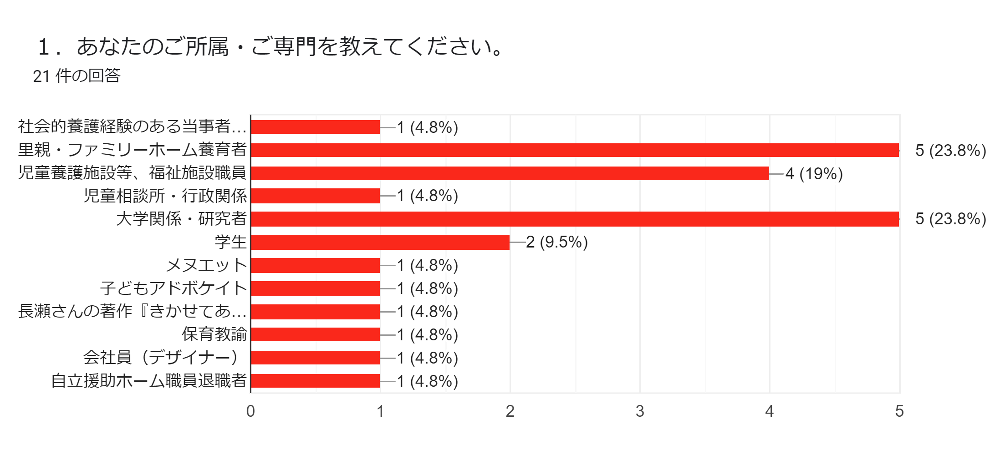 １．あなたのご所属・ご専門を教えてください。
21 件の回答
社会的養護経験のある当事者… 1 (4.8%)
里親・ファミリーホーム養育者 5 (23.8%)
児童養護施設等、福祉施設職員 4 (19%)
児童相談所・行政関係 1 (4.8%)
大学関係・研究者 5 (23.8%)
学生 2 (9.5%)
メヌエット 1 (4.8%)
子どもアドボケイト 1 (4.8%)
長瀬さんの著作『きかせてあ… 1 (4.8%)
保育教諭 1 (4.8%)
会社員（デザイナー） 1 (4.8%)
自立援助ホーム職員退職者 1 (4.8%)
0 1 2 3 4 5